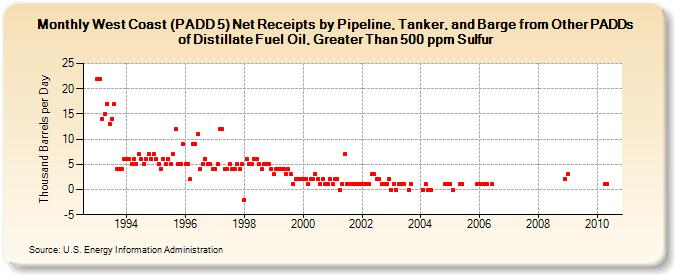 Monthly West Coast (PADD 5) Net Receipts by Pipeline, Tanker, and Barge from Other PADDs
of Distillate Fuel Oil, Greater Than 500 ppm Sulfur
Thousand Barrels per Day
25
20
15
10
5
0
-5
1994 1996 1998 2000 2002 2004 2006 2008 2010
Source: U.S. Energy Information Administration